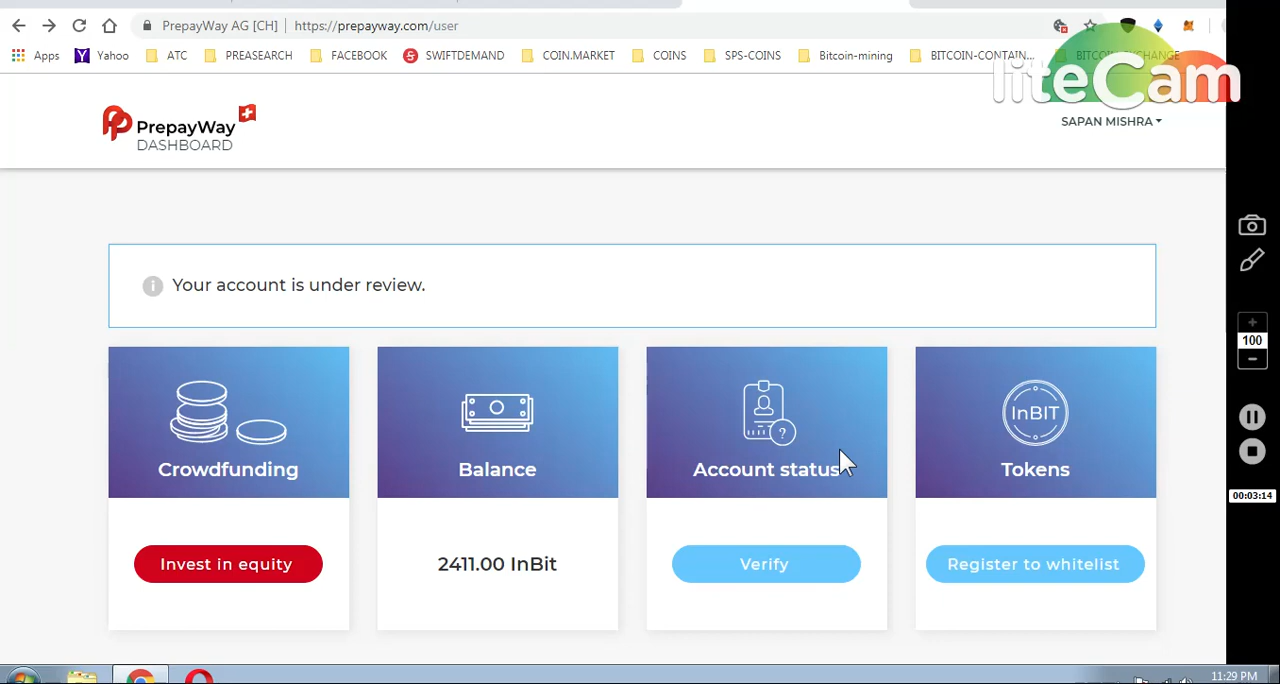 PrepayWay AG [CH] | https://prepayway.com/user
Apps Yahoo ATC PREASEARCH FACEBOOK SWIFTDEMAND COIN.MARKET COINS SPS-COINS Bitcoin-mining BITCOIN-CONTAIN... BITCOIN-EXCHANGE
liteCam
PrepayWay
DASHBOARD
SAPAN MISHRA
Your account is under review.
Crowdfunding
Balance
Account status
InBIT
Tokens
Invest in equity
2411.00 InBit
Verify
Register to whitelist
100
00:03:14
11:29 PM